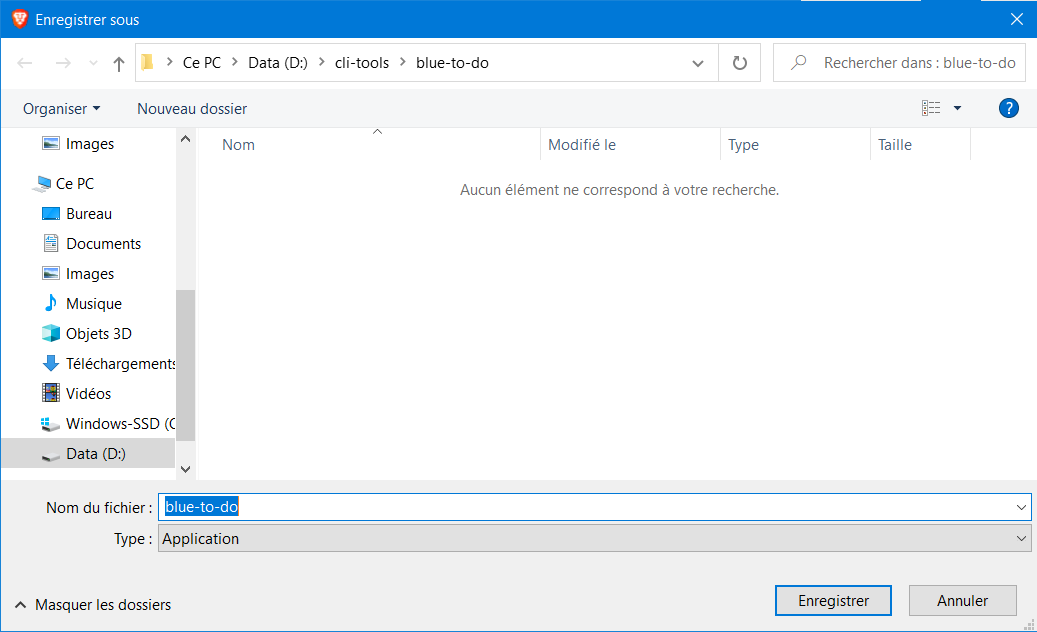 Enregistrer sous
Ce PC Data (D:) cli-tools blue-to-do
Rechercher dans : blue-to-do
Organiser Nouveau dossier
?
Nom Modifié le Type Taille
Aucun élément ne correspond à votre recherche.
Images
Ce PC
Bureau
Documents
Images
Musique
Objets 3D
Téléchargements
Vidéos
Windows-SSD (C
Data (D:)
Nom du fichier : blue-to-do
Type : Application
Masquer les dossiers
Enregistrer Annuler